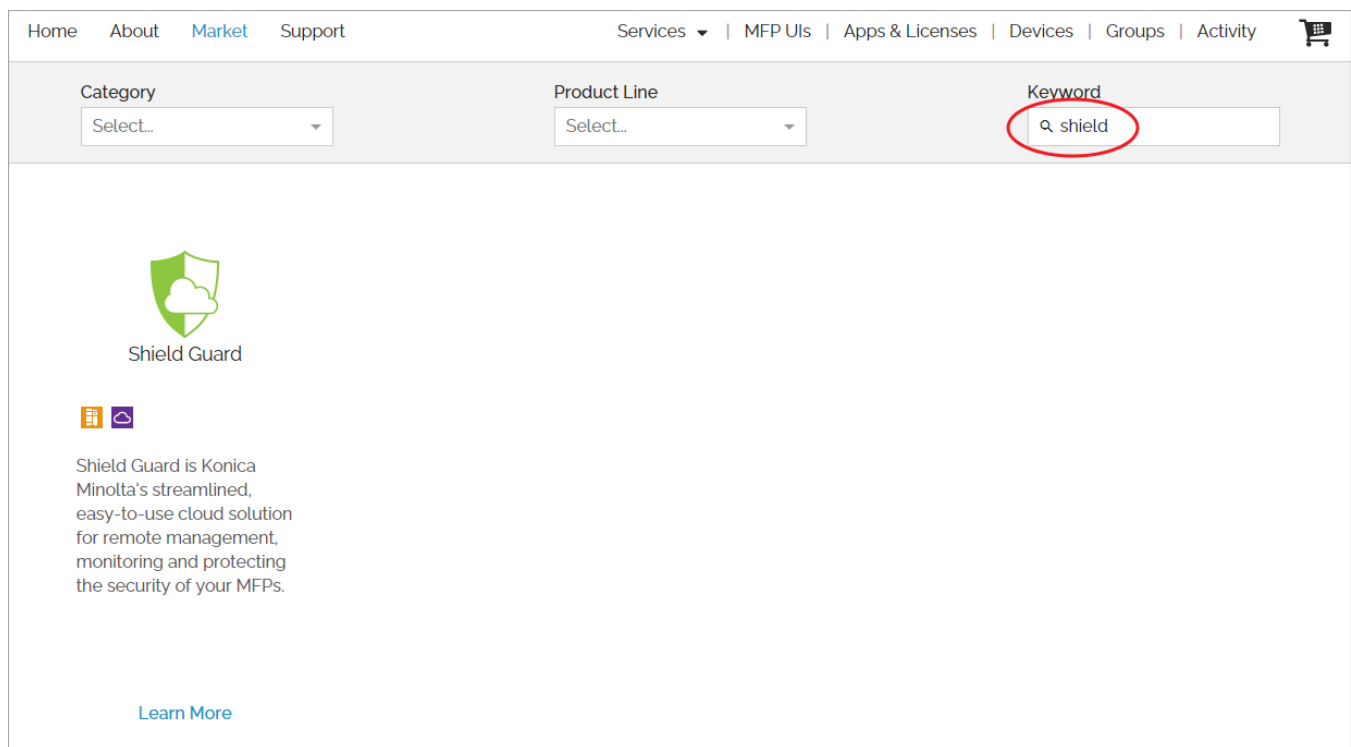 Home About Market Support Services | MFP UIs | Apps & Licenses | Devices | Groups | Activity
Category Product Line Keyword
Select... Select... shield
Shield Guard
Shield Guard is Konica
Minolta's streamlined,
easy-to-use cloud solution
for remote management,
monitoring and protecting
the security of your MFPs.
Learn More